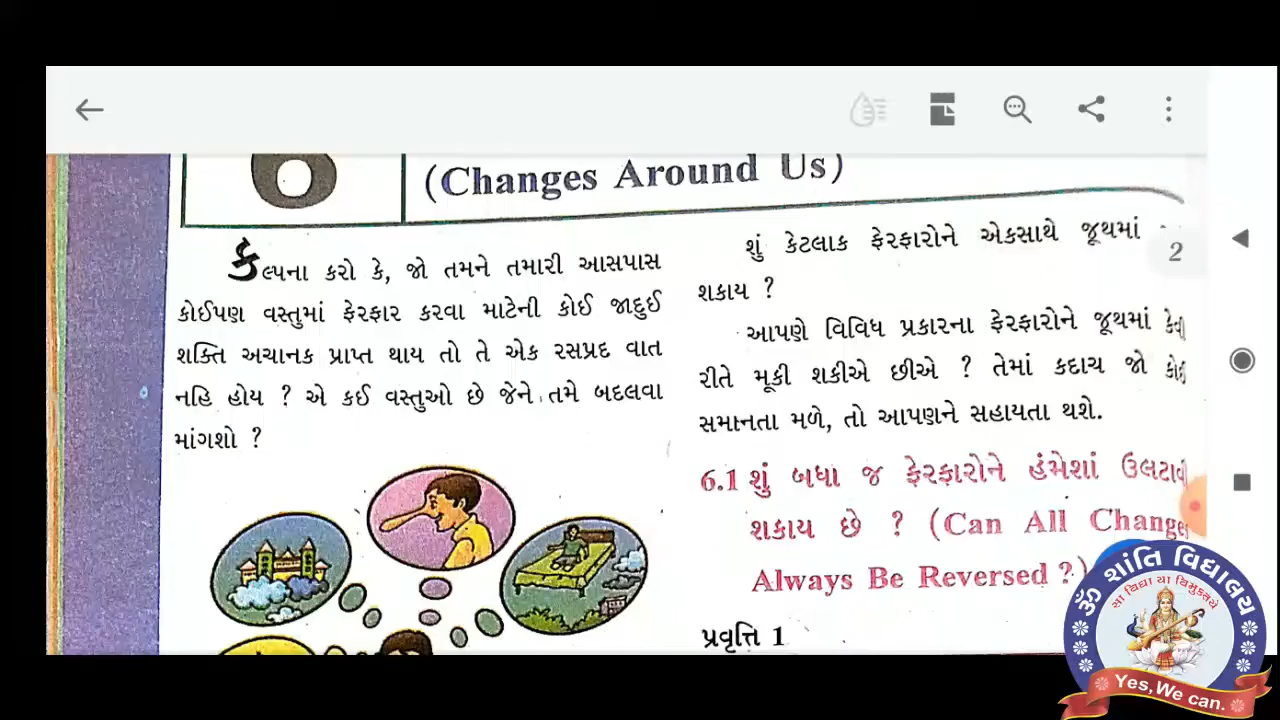 6
(Changes Around Us)
કલ્પના કરો કે, જો તમને તમારી આસપાસ
કોઈપણ વસ્તુમાં ફેરફાર કરવા માટેની કોઈ જાદુઈ
શક્તિ અચાનક પ્રાપ્ત થાય તો તે એક રસપ્રદ વાત
નહિ હોય ? એ કઈ વસ્તુઓ છે જેને તમે બદલવા
માંગશો ?
શું કેટલાક ફેરફારોને એકસાથે જૂથમાં
શકાય ?
આપણે વિવિધ પ્રકારના ફેરફારોને જૂથમાં કેવી
રીતે મૂકી શકીએ છીએ ? તેમાં કદાચ જો કોઈ
સમાનતા મળે, તો આપણને સહાયતા થશે.
6.1 શું બધા જ ફેરફારોને હંમેશાં ઉલટાવી
શકાય છે ? (Can All Changes
Always Be Reversed ?)
પ્રવૃત્તિ 1
2
ૐ શાંતિ વિદ્યાલય
સા વિદ્યા યા વિમુક્તયે
Yes, We can.